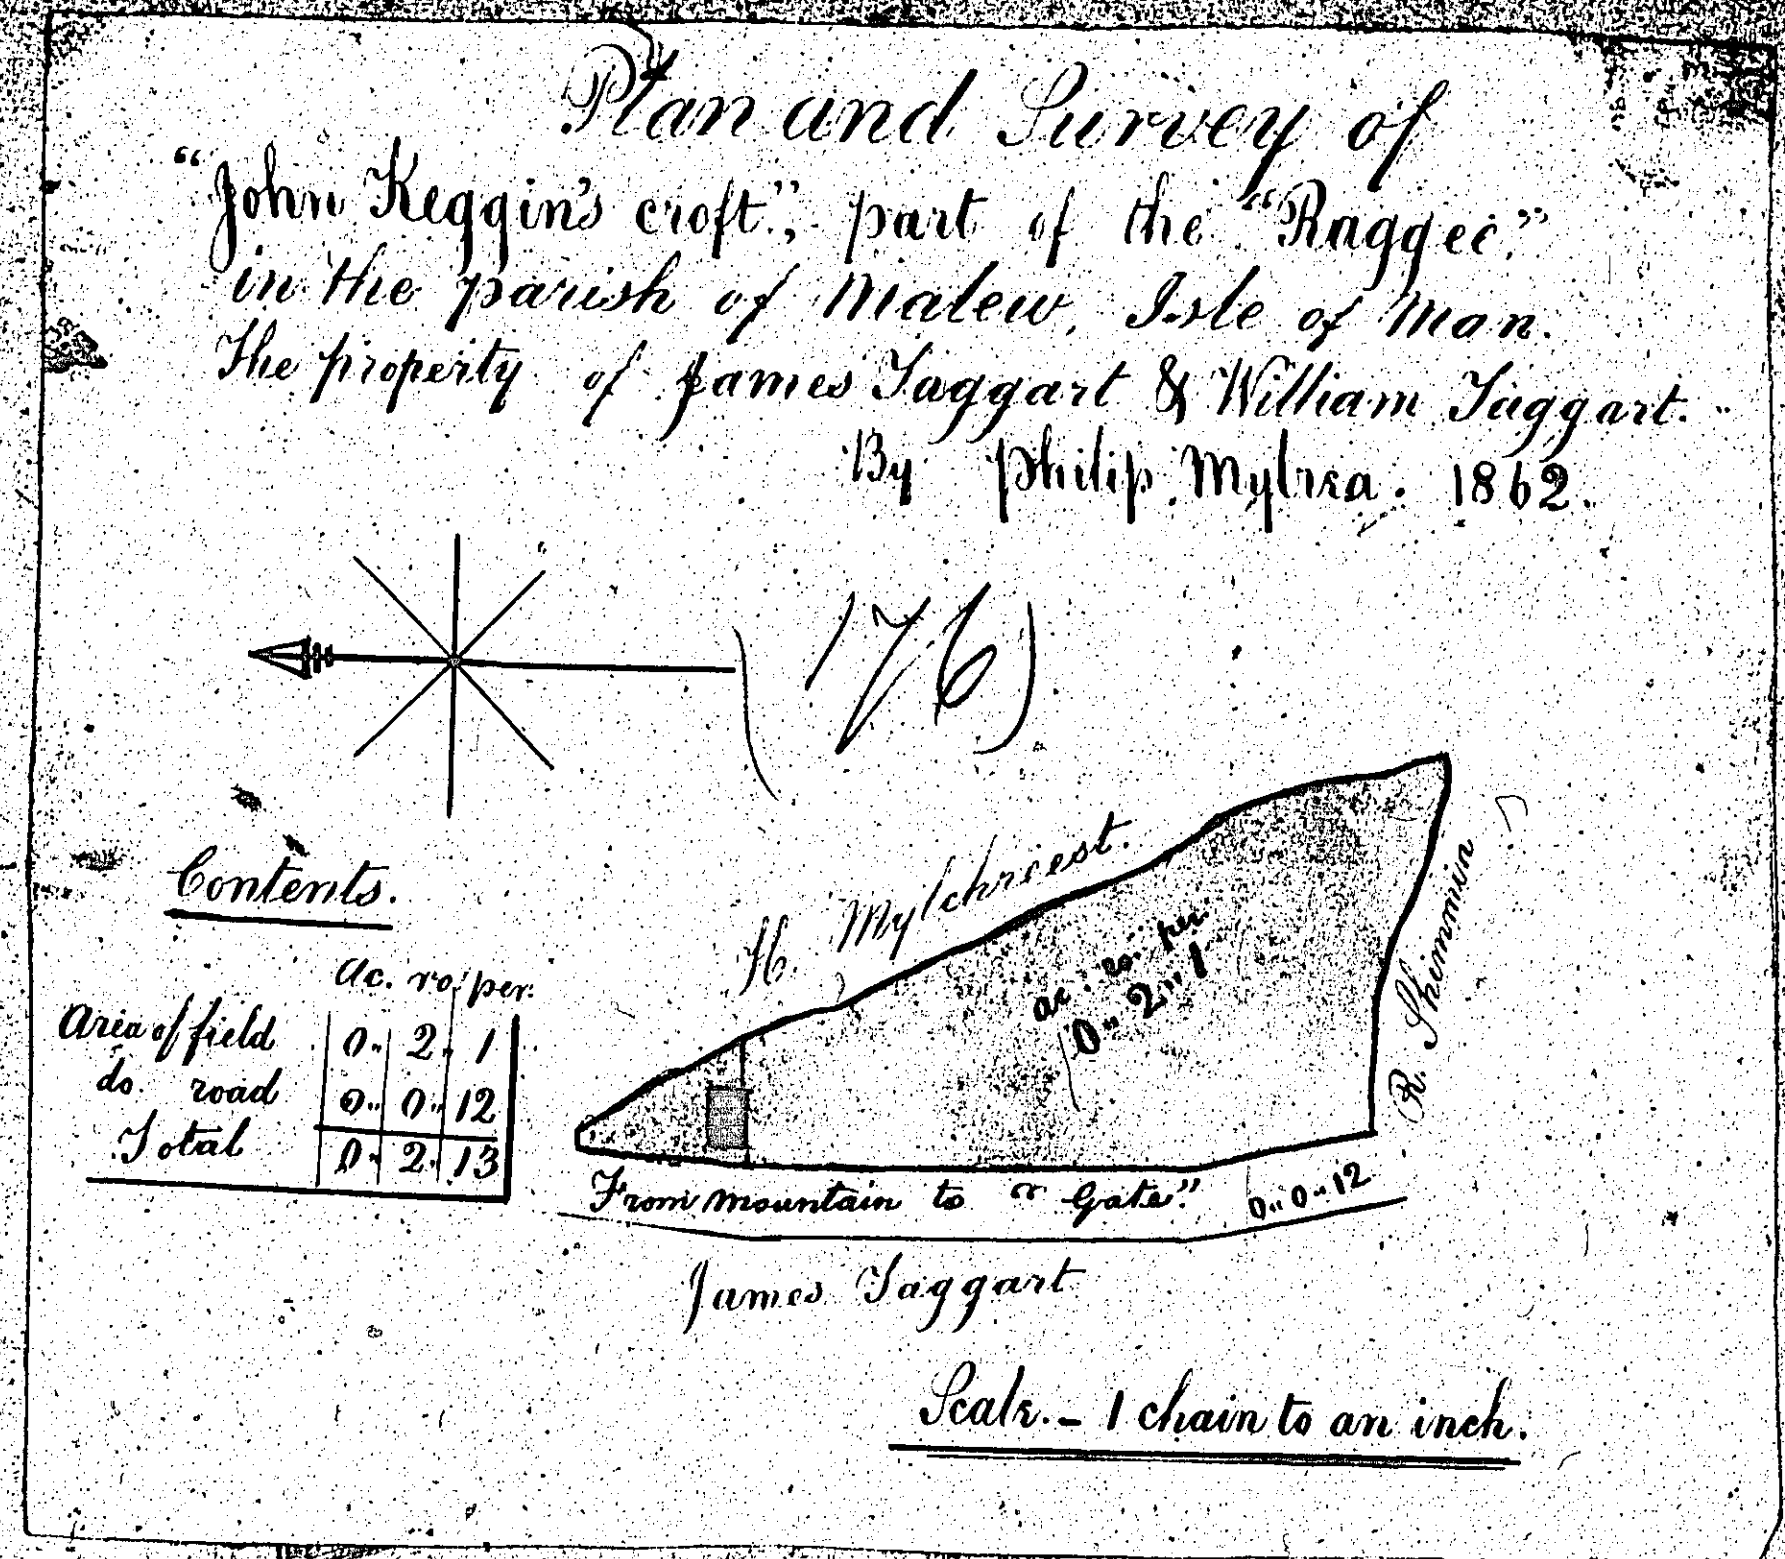 Plan and Survey of
"John Keggin's croft", part of the "Raggee."
in the parish of Malew, Isle of Man.
The property of James Taggart & William Taggart.
By Philip Mylrea. 1862.
(176)
Contents.
Ac. ro. per.
Area of field 0 " 2 " 1
do. road 0 " 0 " 12
Total 0 " 2 " 13
H. Mylchreest.
ac. ro. per.
0 " 2 " 1
R. Shimmin
From mountain to " Gate"
0 " 0 " 12
James Taggart
Scale. - 1 chain to an inch.